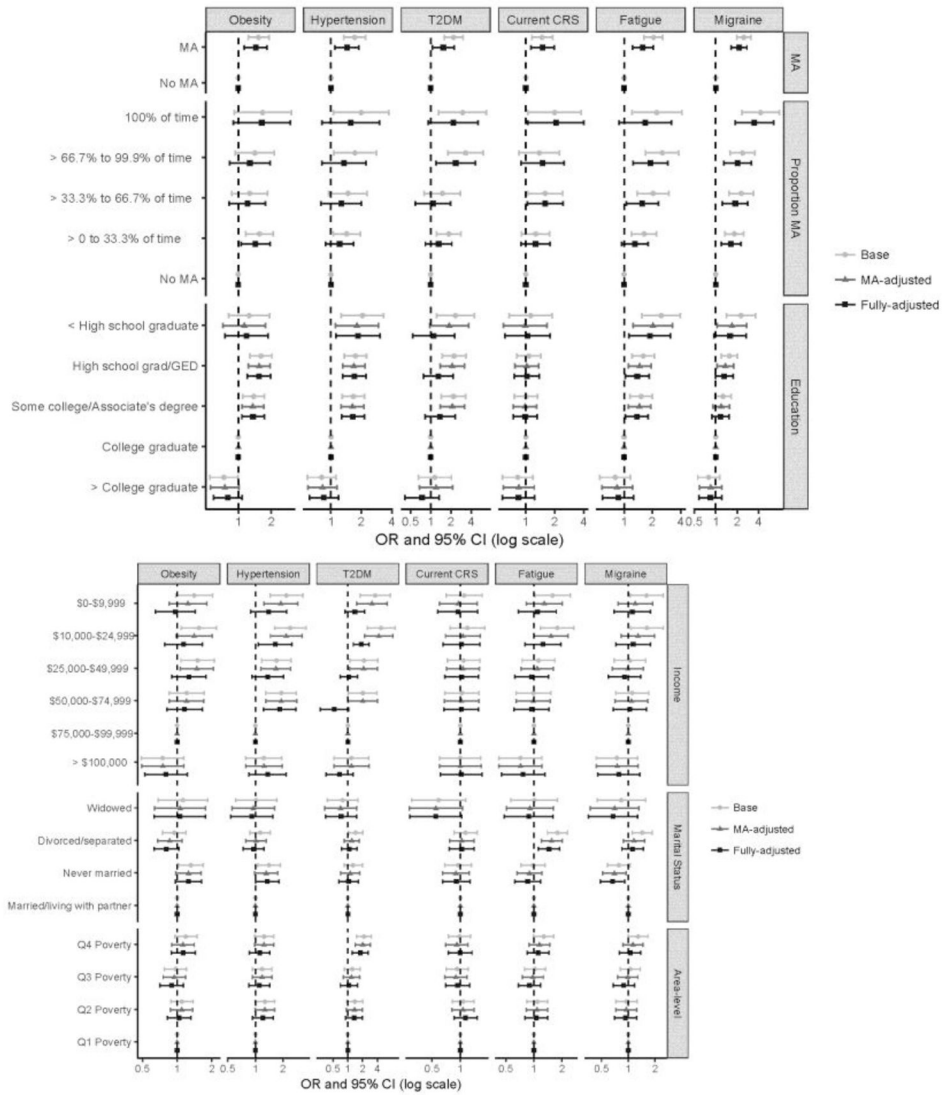 Obesity Hypertension T2DM Current CRS Fatigue Migraine
MA
No MA
MA
100% of time
> 66.7% to 99.9% of time
> 33.3% to 66.7% of time
> 0 to 33.3% of time
No MA
Proportion MA
< High school graduate
High school grad/GED
Some college/Associate's degree
College graduate
> College graduate
Education
1 2 1 2 4 0.5 1 2 4 1 2 4 1 2 4 0.5 1 2 4
OR and 95% CI (log scale)
Base
MA-adjusted
Fully-adjusted
Obesity Hypertension T2DM Current CRS Fatigue Migraine
$0-$9,999
$10,000-$24,999
$25,000-$49,999
$50,000-$74,999
$75,000-$99,999
> $100,000
Income
Widowed
Divorced/separated
Never married
Married/living with partner
Marital Status
Q4 Poverty
Q3 Poverty
Q2 Poverty
Q1 Poverty
Area-level
0.5 1 2 1 2 4 0.5 1 2 4 0.5 1 2 1 2 0.5 1 2
OR and 95% CI (log scale)
Base
MA-adjusted
Fully-adjusted